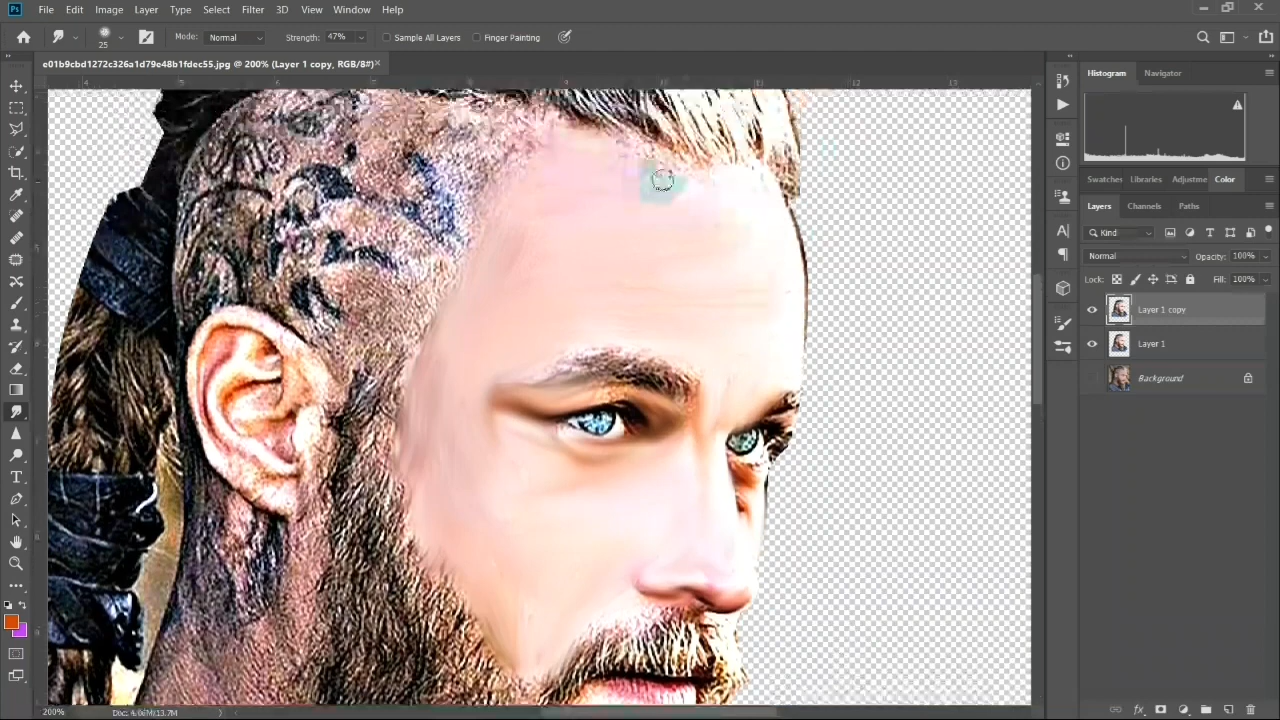 Ps File Edit Image Layer Type Select Filter 3D View Window Help
25 Mode: Normal Strength: 47% Sample All Layers Finger Painting
e01b9cbd1272c326a1d79e48b1fdec55.jpg @ 200% (Layer 1 copy, RGB/8#)
Histogram Navigator
Swatches Libraries Adjustme Color
Layers Channels Paths
Kind
Normal Opacity: 100%
Lock: Fill: 100%
Layer 1 copy
Layer 1
Background
200% Doc: 4.06M/13.7M